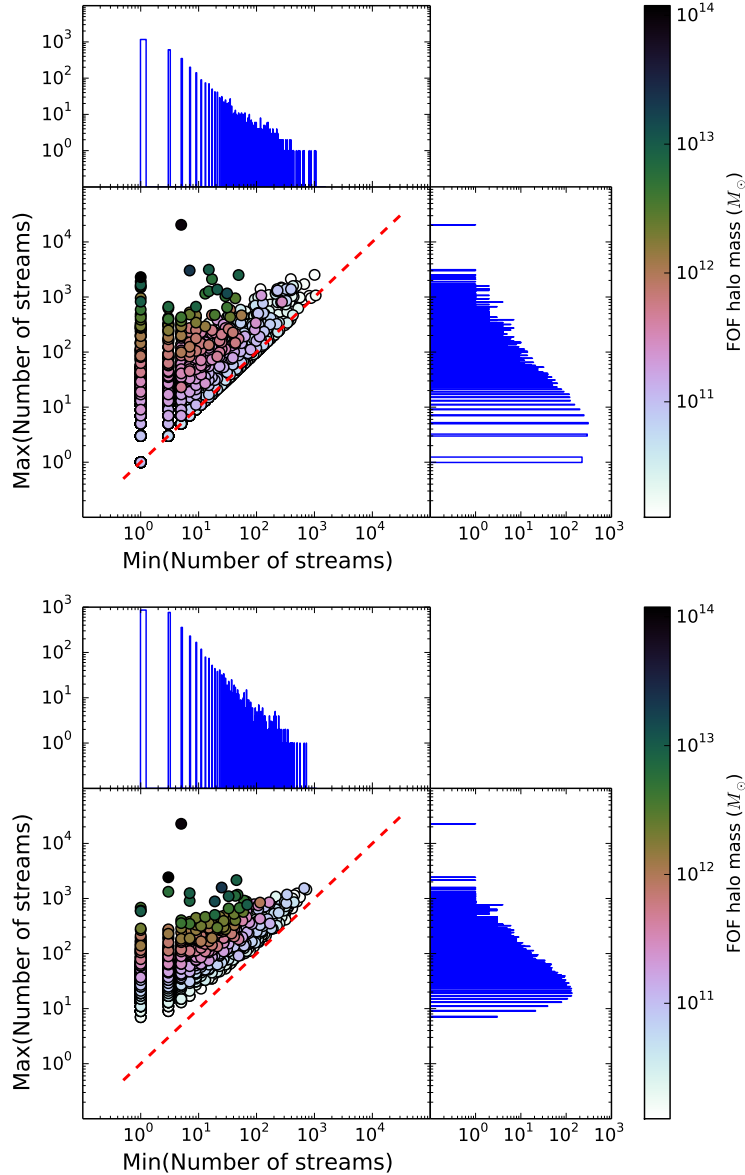 10³
10²
10¹
10⁰
10⁴
10³
10²
10¹
10⁰
Max(Number of streams)
10⁰ 10¹ 10² 10³ 10⁴
Min(Number of streams)
10⁰ 10¹ 10² 10³
10¹⁴
10¹³
10¹²
10¹¹
FOF halo mass (M⊙)
10³
10²
10¹
10⁰
10⁴
10³
10²
10¹
10⁰
Max(Number of streams)
10⁰ 10¹ 10² 10³ 10⁴
Min(Number of streams)
10⁰ 10¹ 10² 10³
10¹⁴
10¹³
10¹²
10¹¹
FOF halo mass (M⊙)